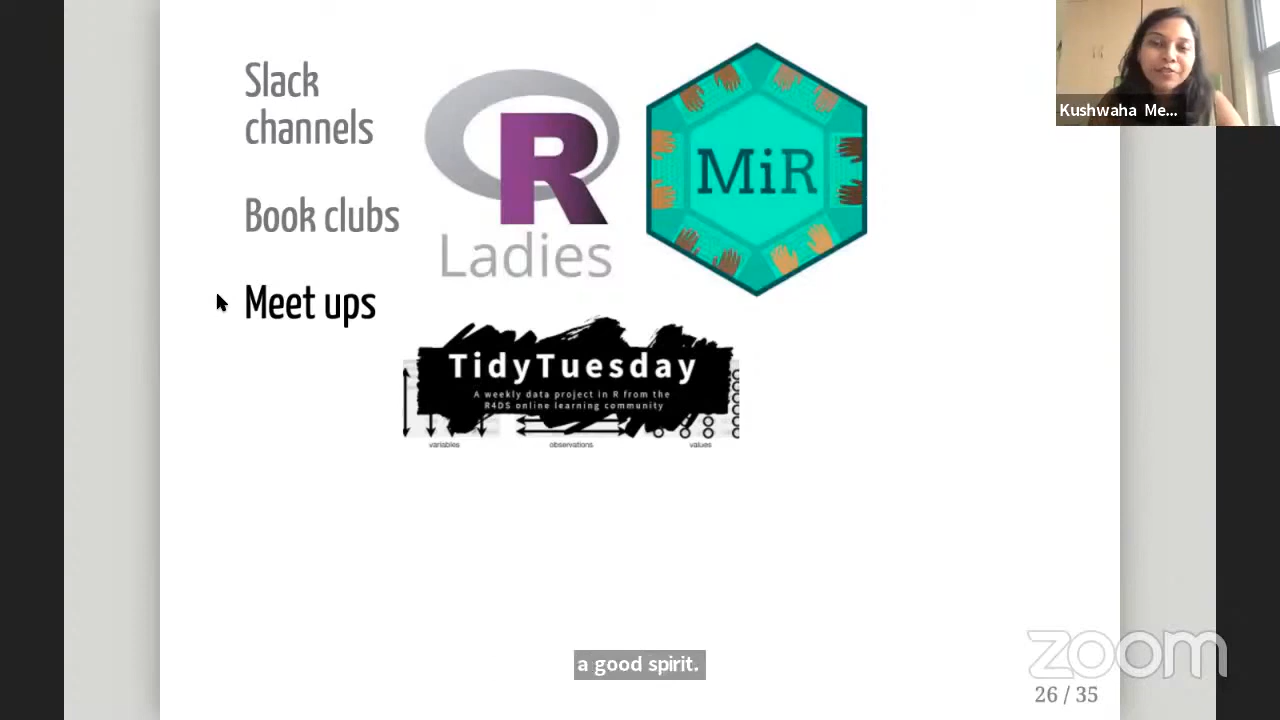 Slack
channels
Book clubs
Meet ups
R
Ladies
MiR
TidyTuesday
A weekly data project in R from the
R4DS online learning community
variables
observations
values
Kushwaha Me...
a good spirit.
zoom
26 / 35